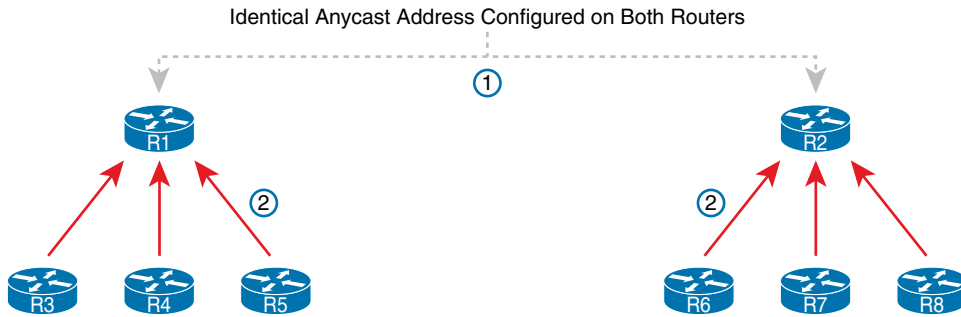 Identical Anycast Address Configured on Both Routers
1
R1
R2
2
2
R3
R4
R5
R6
R7
R8